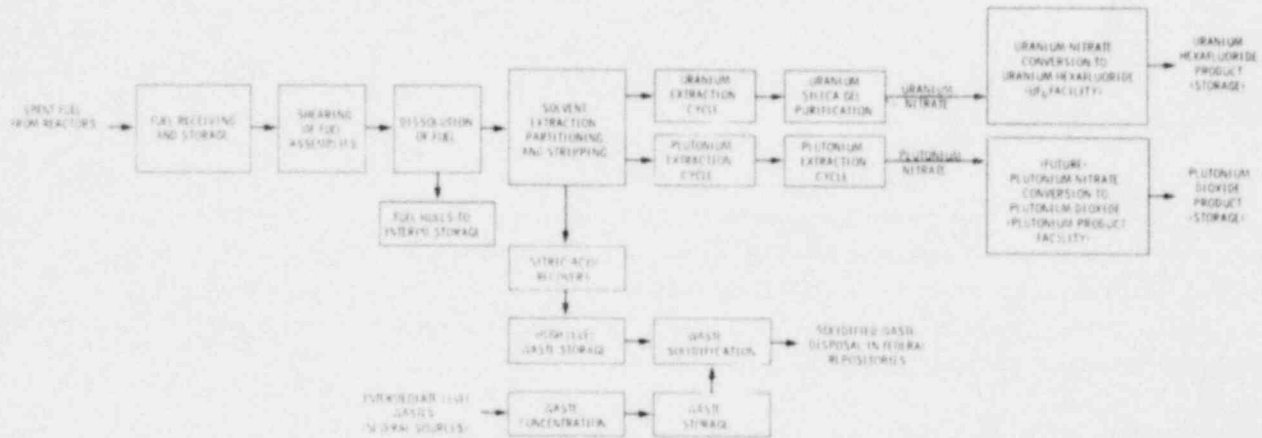 SPENT FUEL
FROM REACTORS
FUEL RECEIVING
AND STORAGE
SHEARING
OF FUEL
ASSEMBLIES
DISSOLUTION
OF FUEL
FUEL HULLS TO
INTERIM STORAGE
SOLVENT
EXTRACTION
PARTITIONING
AND STRIPPING
URANIUM
EXTRACTION
CYCLE
URANIUM
SILICA GEL
PURIFICATION
URANIUM
NITRATE
URANIUM-NITRATE
CONVERSION TO
URANIUM HEXAFLUORIDE
(UF6 FACILITY)
URANIUM
HEXAFLUORIDE
PRODUCT
(STORAGE)
PLUTONIUM
EXTRACTION
CYCLE
PLUTONIUM
EXTRACTION
CYCLE
PLUTONIUM
NITRATE
(FUTURE)
PLUTONIUM-NITRATE
CONVERSION TO
PLUTONIUM-DIOXIDE
(PLUTONIUM PRODUCT
FACILITY)
PLUTONIUM
DIOXIDE
PRODUCT
(STORAGE)
NITRIC ACID
RECOVERY
HIGH LEVEL
WASTE STORAGE
WASTE
SOLIDIFICATION
SOLIDIFIED WASTE
DISPOSAL IN FEDERAL
REPOSITORIES
INTERMEDIATE LEVEL
WASTES
(SEVERAL SOURCES)
WASTE
CONCENTRATION
WASTE
STORAGE